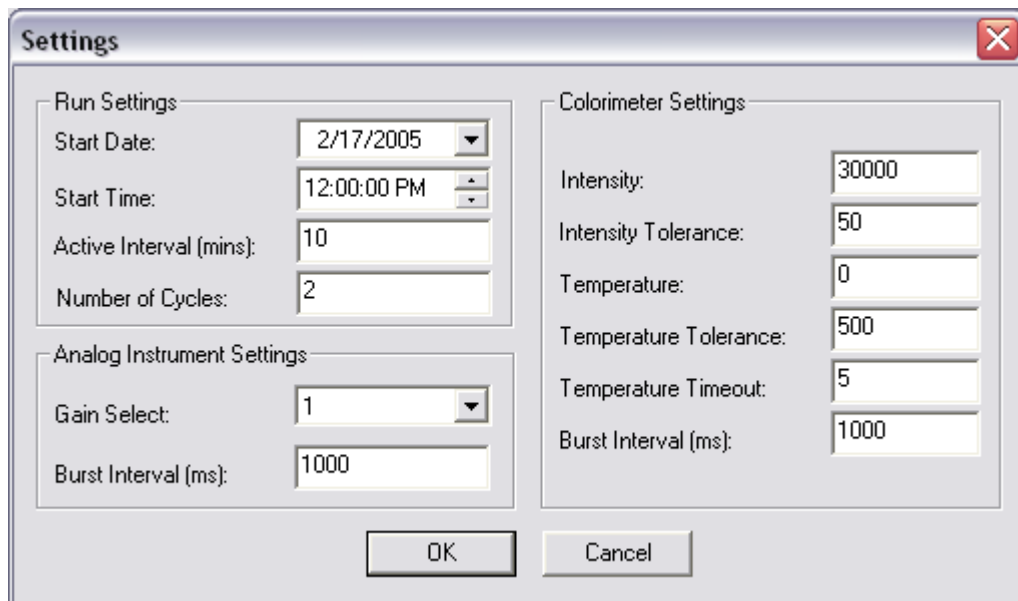 Settings
Run Settings
Start Date: 2/17/2005
Start Time: 12:00:00 PM
Active Interval (mins): 10
Number of Cycles: 2
Analog Instrument Settings
Gain Select: 1
Burst Interval (ms): 1000
Colorimeter Settings
Intensity: 30000
Intensity Tolerance: 50
Temperature: 0
Temperature Tolerance: 500
Temperature Timeout: 5
Burst Interval (ms): 1000
OK
Cancel